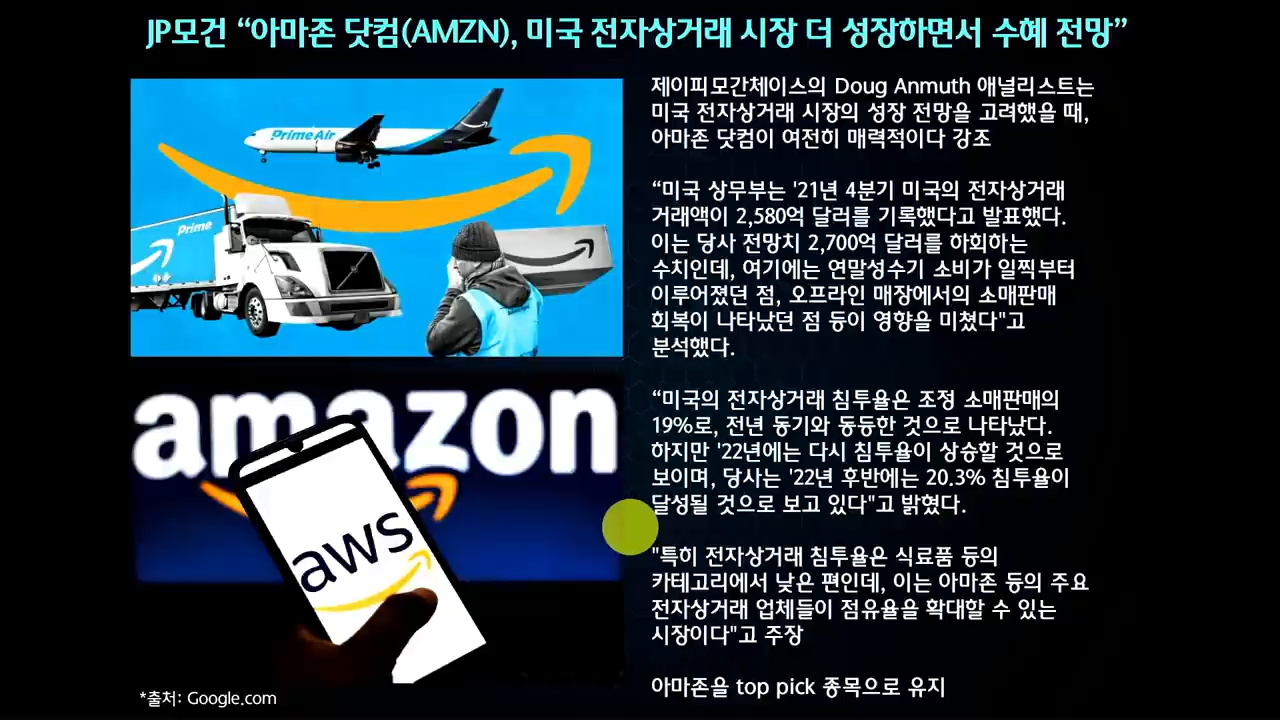 JP모건 “아마존 닷컴(AMZN), 미국 전자상거래 시장 더 성장하면서 수혜 전망”
Prime Air
Prime
amazon
aws
*출처: Google.com
제이피모간체이스의 Doug Anmuth 애널리스트는
미국 전자상거래 시장의 성장 전망을 고려했을 때,
아마존 닷컴이 여전히 매력적이다 강조
“미국 상무부는 '21년 4분기 미국의 전자상거래
거래액이 2,580억 달러를 기록했다고 발표했다.
이는 당사 전망치 2,700억 달러를 하회하는
수치인데, 여기에는 연말성수기 소비가 일찍부터
이루어졌던 점, 오프라인 매장에서의 소매판매
회복이 나타났던 점 등이 영향을 미쳤다"고
분석했다.
“미국의 전자상거래 침투율은 조정 소매판매의
19%로, 전년 동기와 동등한 것으로 나타났다.
하지만 '22년에는 다시 침투율이 상승할 것으로
보이며, 당사는 '22년 후반에는 20.3% 침투율이
달성될 것으로 보고 있다"고 밝혔다.
"특히 전자상거래 침투율은 식료품 등의
카테고리에서 낮은 편인데, 이는 아마존 등의 주요
전자상거래 업체들이 점유율을 확대할 수 있는
시장이다"고 주장
아마존을 top pick 종목으로 유지